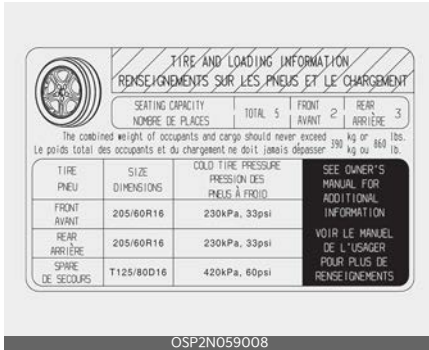 TIRE AND LOADING INFORMATION
RENSEIGNEMENTS SUR LES PNEUS ET LE CHARGEMENT
SEATING CAPACITY TOTAL 5 FRONT 2 REAR 3
NOMBRE DE PLACES AVANT ARRIÈRE
The combined weight of occupants and cargo should never exceed 390 kg or 860 lbs.
Le poids total des occupants et du chargement ne doit jamais dépasser kg ou lb.
TIRE SIZE COLD TIRE PRESSURE
PNEU DIMENSIONS PRESSION DES
PNEUS À FROID
FRONT 205/60R16 230kPa, 33psi
AVANT
REAR 205/60R16 230kPa, 33psi
ARRIÈRE
SPARE T125/80D16 420kPa, 60psi
DE SECOURS
SEE OWNER'S
MANUAL FOR
ADDITIONAL
INFORMATION
VOIR LE MANUEL
DE L'USAGER
POUR PLUS DE
RENSEIGNEMENTS
OSP2N059008